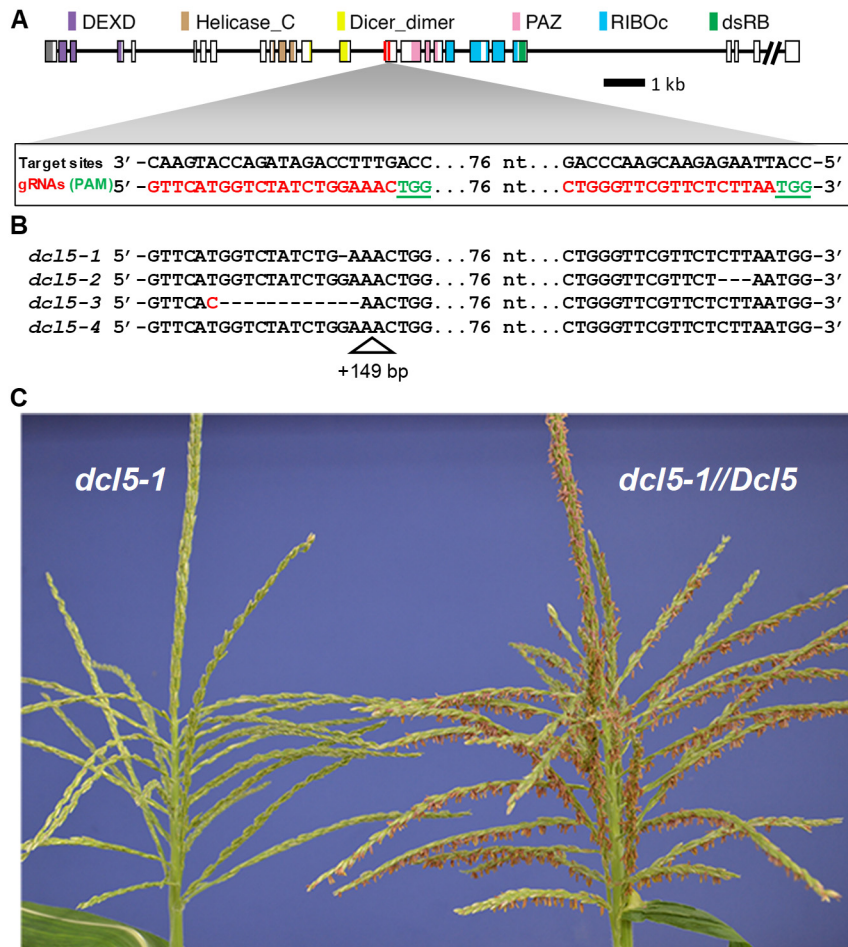 A
DEXD Helicase_C Dicer_dimer PAZ RIBOc dsRB
1 kb
Target sites 3’-CAAGTACCAGATAGACCTTTGACC...76 nt...GACCCAAGCAAGAGAATTACC-5’
gRNAs (PAM) 5’-GTTCATGGTCTATCTGGAAACTGG...76 nt...CTGGGTTCGTTCTCTTAATGG-3’
B
dcl5-1 5’-GTTCATGGTCTATCTG-AAACTGG...76 nt...CTGGGTTCGTTCTCTTAATGG-3’
dcl5-2 5’-GTTCATGGTCTATCTGGAAACTGG...76 nt...CTGGGTTCGTTCT---AATGG-3’
dcl5-3 5’-GTTCAC------------AACTGG...76 nt...CTGGGTTCGTTCTCTTAATGG-3’
dcl5-4 5’-GTTCATGGTCTATCTGGAAACTGG...76 nt...CTGGGTTCGTTCTCTTAATGG-3’
+149 bp
C
dcl5-1 dcl5-1//Dcl5